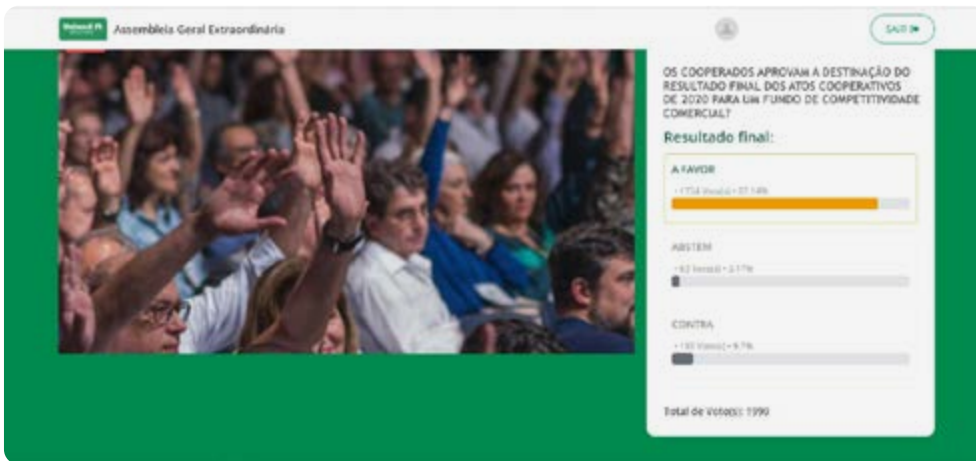 Assembleia Geral Extraordinária
SAIR
OS COOPERADOS APROVAM A DESTINAÇÃO DO
RESULTADO FINAL DOS ATOS COOPERATIVOS
DE 2020 PARA UM FUNDO DE COMPETITIVIDADE
COMERCIAL?
Resultado final:
A FAVOR
ABSTEM
CONTRA
Total de Voto(s): 1990